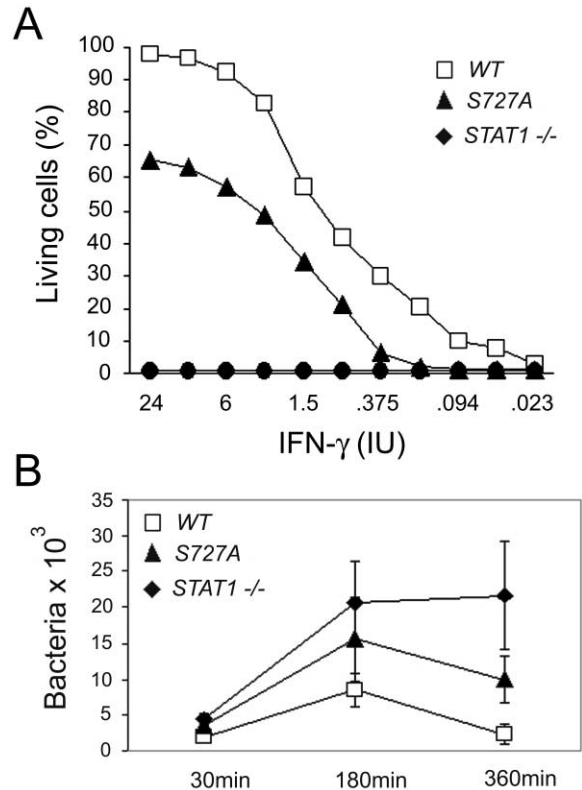 A
100
90
80
70
60
50
40
30
20
10
0
Living cells (%)
WT
S727A
STAT1 -/-
24 6 1.5 .375 .094 .023
IFN-γ (IU)
B
35
30
25
20
15
10
5
0
Bacteria x 10³
WT
S727A
STAT1 -/-
30min 180min 360min